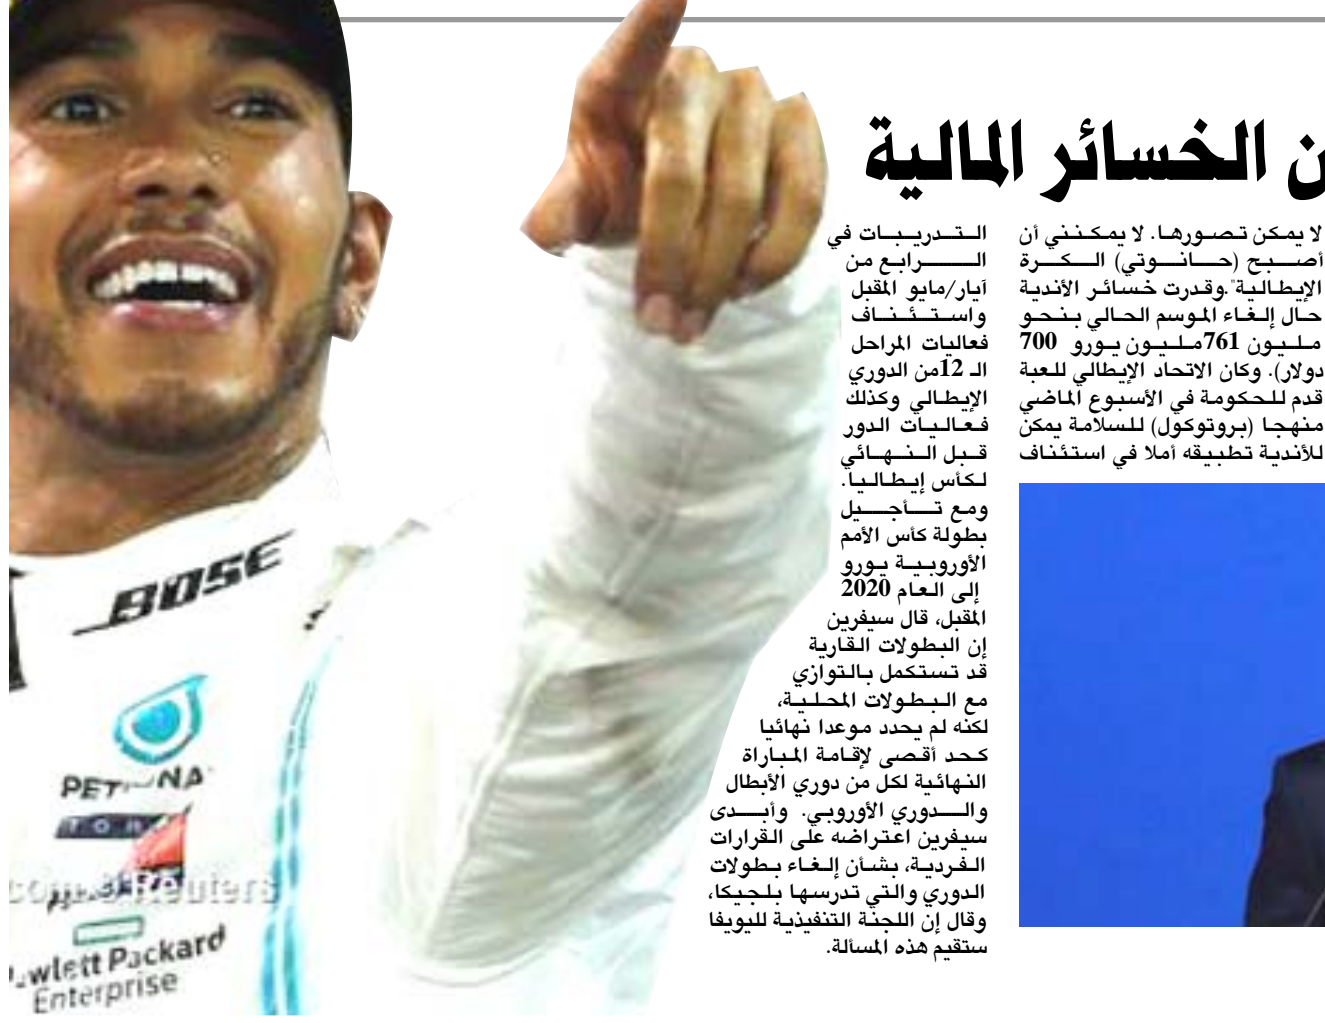 ن الخسائر المالية
لا يمكن تصورها. لا يمكنني أن
أصبح (حانوتي) الكرة
الإيطالية".وقدرت خسائر الأندية
حال إلغاء الموسم الحالي بنحو
700 مليون يورو 761مليون
دولار). وكان الاتحاد الإيطالي للعبة
قدم للحكومة في الأسبوع الماضي
منهجا (بروتوكول) للسلامة يمكن
للأندية تطبيقه أملا في استئناف
التدريبات في
الرابع من
آيار/مايو المقبل
واستئناف
فعاليات المراحل
الـ 12من الدوري
الإيطالي وكذلك
فعاليات الدور
قبل النهائي
لكأس إيطاليا.
ومع تأجيل
بطولة كأس الأمم
الأوروبية يورو
2020 إلى العام
المقبل، قال سيفرين
إن البطولات القارية
قد تستكمل بالتوازي
مع البطولات المحلية،
لكنه لم يحدد موعدا نهائيا
كحد أقصى لإقامة المباراة
النهائية لكل من دوري الأبطال
والدوري الأوروبي. وأبدى
سيفرين اعتراضه على القرارات
الفردية، بشأن إلغاء بطولات
الدوري والتي تدرسها بلجيكا،
وقال إن اللجنة التنفيذية لليويفا
ستقيم هذه المسألة.
BOSE
Reuters
Packard
Enterprise